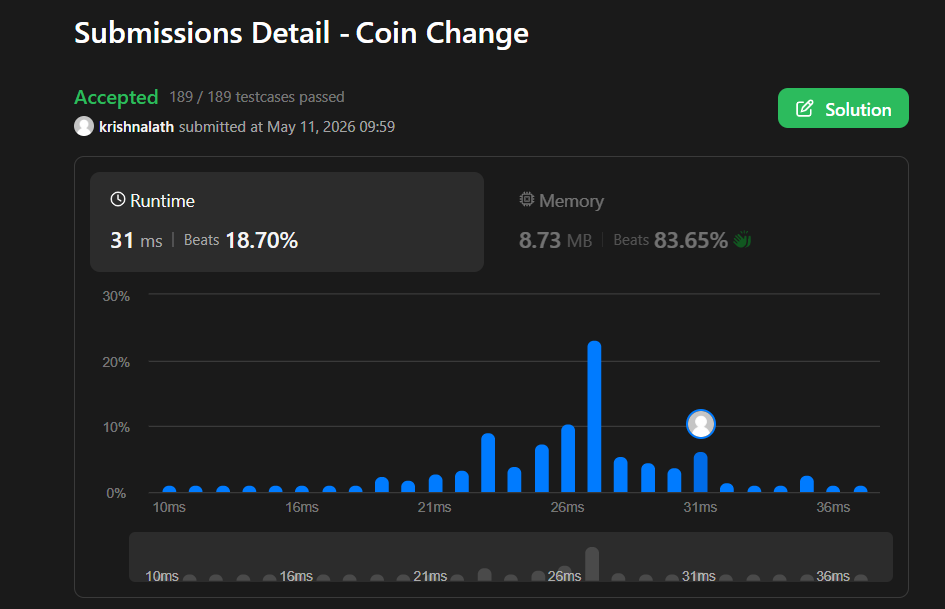 Submissions Detail - Coin Change
Accepted 189 / 189 testcases passed
krishnalath submitted at May 11, 2026 09:59
Solution
Runtime
31 ms | Beats 18.70%
Memory
8.73 MB | Beats 83.65%
30%
20%
10%
0%
10ms 16ms 21ms 26ms 31ms 36ms
10ms 16ms 21ms 26ms 31ms 36ms